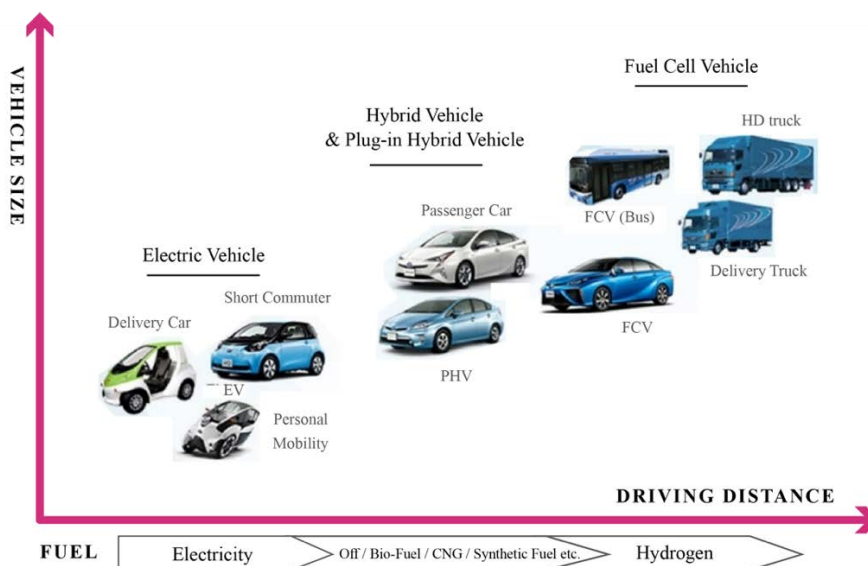 Fuel Cell Vehicle
HD truck
Hybrid Vehicle
& Plug-in Hybrid Vehicle
VEHICLE SIZE
Passenger Car
FCV (Bus)
Electric Vehicle
Delivery Truck
Short Commuter
Delivery Car
FCV
PHV
EV
Personal
Mobility
DRIVING DISTANCE
FUEL
Electricity
Off / Bio-Fuel / CNG / Synthetic Fuel etc.
Hydrogen